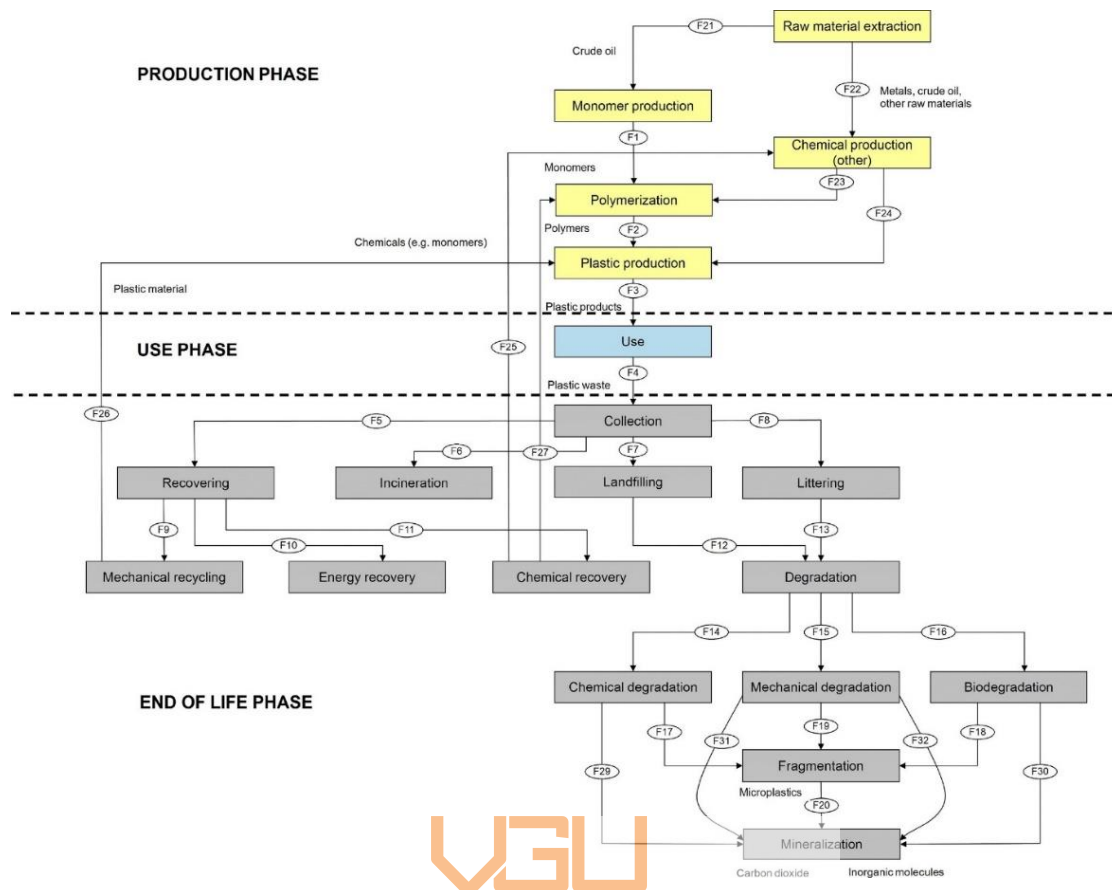 F21
Raw material extraction
Crude oil
PRODUCTION PHASE
Monomer production
F22
Metals, crude oil,
other raw materials
F1
Chemical production
(other)
Monomers
F23
Polymerization
F24
Polymers
F2
Chemicals (e.g. monomers)
Plastic production
Plastic material
F3
Plastic products
USE PHASE
F25
Use
F4
Plastic waste
F26
Collection
F5
F8
F6
F27
F7
Recovering
Incineration
Landfilling
Littering
F9
F10
F11
F12
F13
Mechanical recycling
Energy recovery
Chemical recovery
Degradation
F14
F15
F16
Chemical degradation
Mechanical degradation
Biodegradation
END OF LIFE PHASE
F17
F31
F19
F32
F18
F29
Fragmentation
F30
Microplastics
F20
VGU
Mineralization
Carbon dioxide
Inorganic molecules